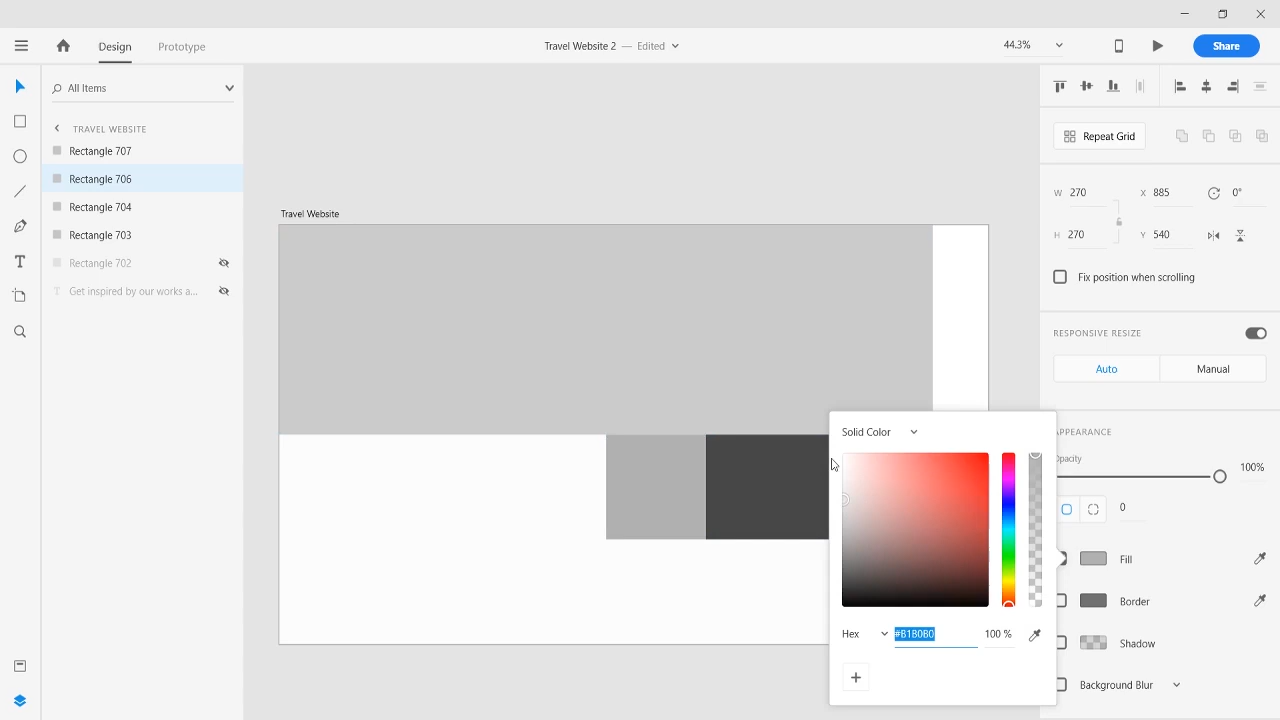 Design
Prototype
Travel Website 2 — Edited
44.3%
Share
All Items
TRAVEL WEBSITE
Rectangle 707
Rectangle 706
Rectangle 704
Rectangle 703
Rectangle 702
Get inspired by our works a...
Travel Website
Repeat Grid
W 270 X 885 0°
H 270 Y 540
Fix position when scrolling
RESPONSIVE RESIZE
Auto
Manual
APPEARANCE
Opacity
100%
0
Fill
Border
Shadow
Background Blur
Solid Color
Hex #B1B0B0 100 %